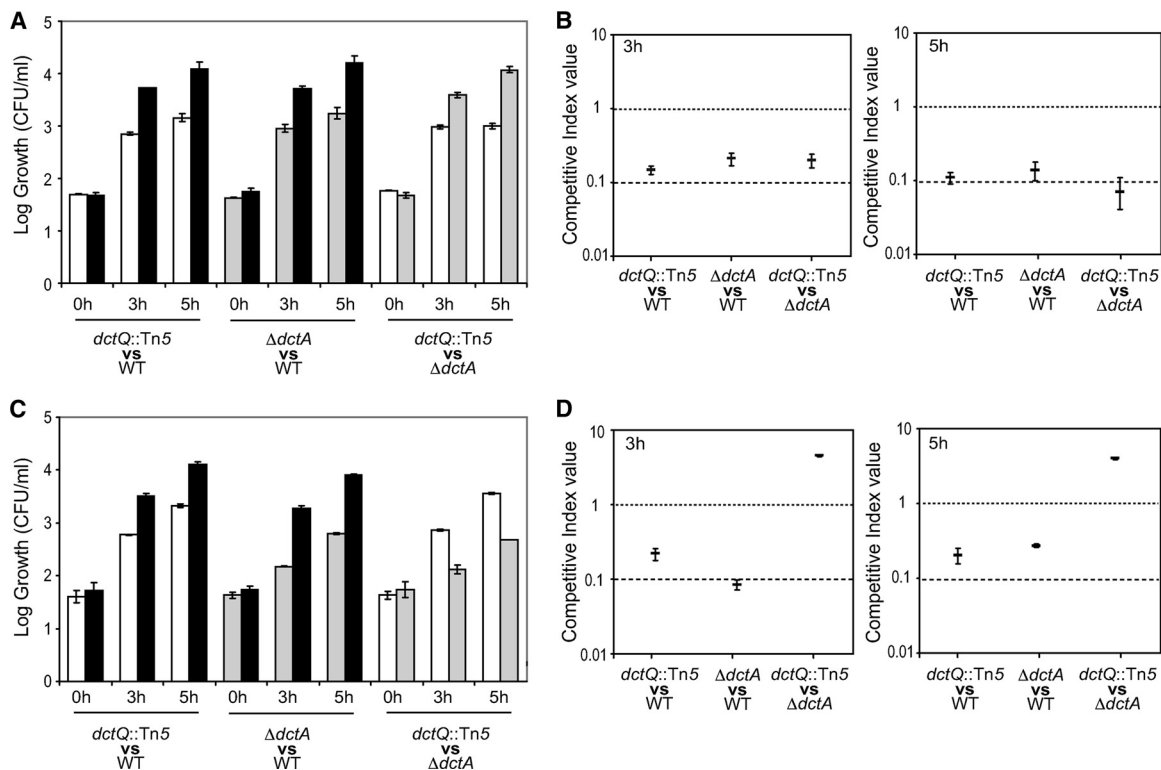 A
Log Growth (CFU/ml)
5
4
3
2
1
0
0h 3h 5h 0h 3h 5h 0h 3h 5h
dctQ::Tn5
vs
WT
ΔdctA
vs
WT
dctQ::Tn5
vs
ΔdctA
B
Competitive Index value
10
1
0.1
0.01
3h
dctQ::Tn5
vs
WT
ΔdctA
vs
WT
dctQ::Tn5
vs
ΔdctA
Competitive Index value
10
1
0.1
0.01
5h
dctQ::Tn5
vs
WT
ΔdctA
vs
WT
dctQ::Tn5
vs
ΔdctA
C
Log Growth (CFU/ml)
5
4
3
2
1
0
0h 3h 5h 0h 3h 5h 0h 3h 5h
dctQ::Tn5
vs
WT
ΔdctA
vs
WT
dctQ::Tn5
vs
ΔdctA
D
Competitive Index value
10
1
0.1
0.01
3h
dctQ::Tn5
vs
WT
ΔdctA
vs
WT
dctQ::Tn5
vs
ΔdctA
Competitive Index value
10
1
0.1
0.01
5h
dctQ::Tn5
vs
WT
ΔdctA
vs
WT
dctQ::Tn5
vs
ΔdctA